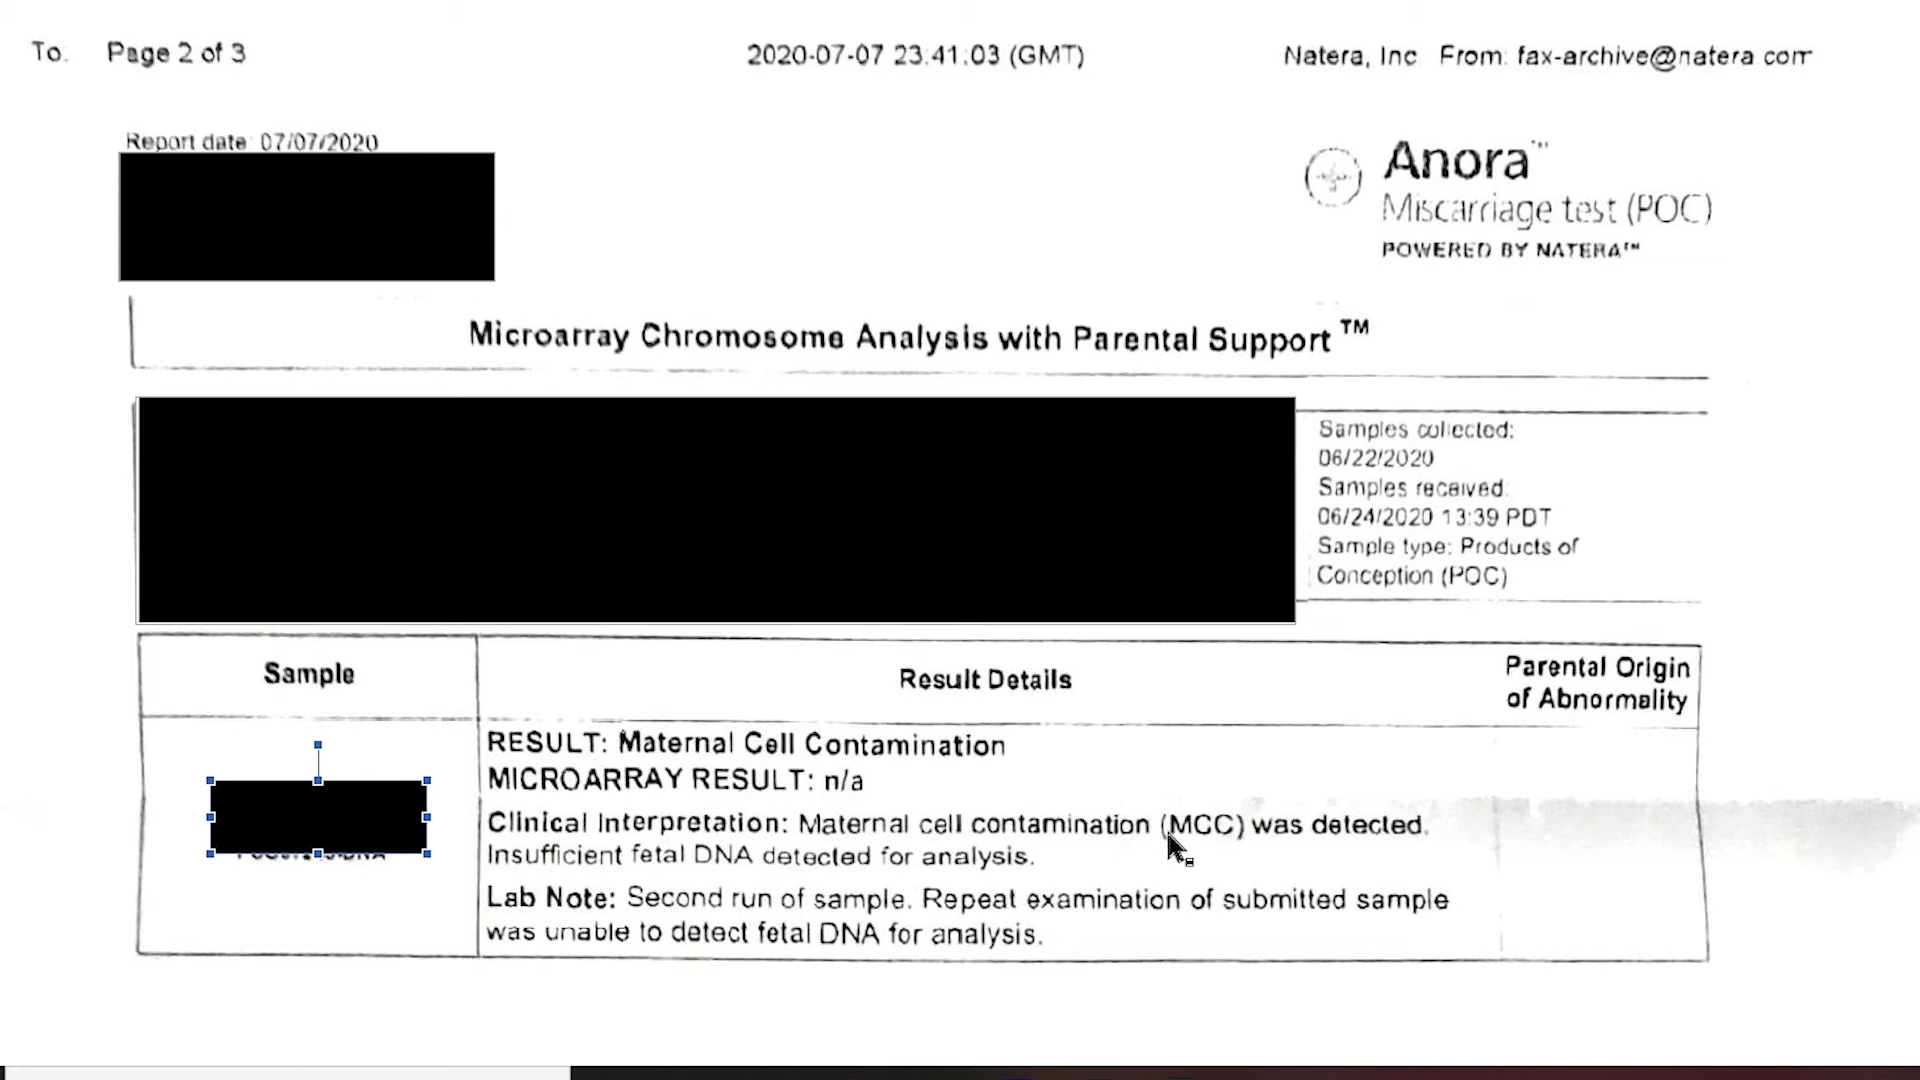 To. Page 2 of 3 2020-07-07 23:41:03 (GMT) Natera, Inc From: fax-archive@natera.com
Report date: 07/07/2020
Anora™
Miscarriage test (POC)
POWERED BY NATERA™
Microarray Chromosome Analysis with Parental Support ™
Samples collected:
06/22/2020
Samples received:
06/24/2020 13:39 PDT
Sample type: Products of
Conception (POC)
Sample Result Details Parental Origin
of Abnormality
RESULT: Maternal Cell Contamination
MICROARRAY RESULT: n/a
Clinical Interpretation: Maternal cell contamination (MCC) was detected.
Insufficient fetal DNA detected for analysis.
Lab Note: Second run of sample. Repeat examination of submitted sample
was unable to detect fetal DNA for analysis.